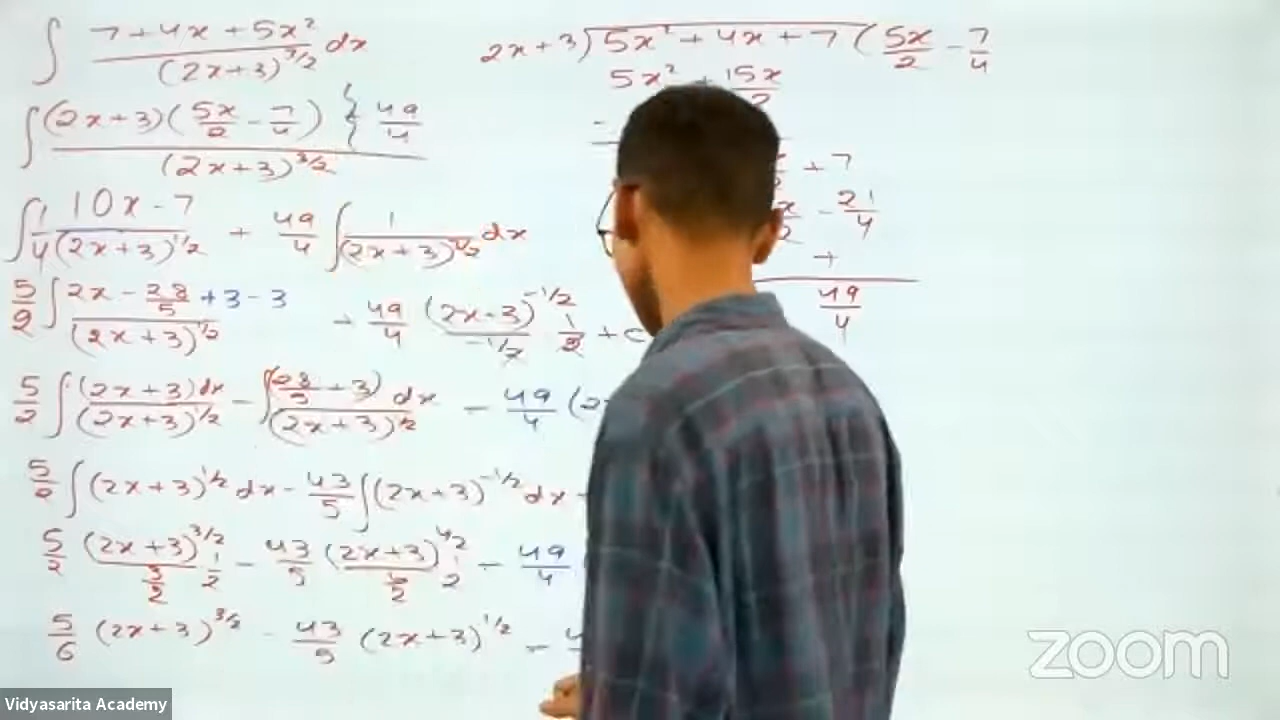 ∫ (7 + 4x + 5x²)/(2x+3)^3/2 dx
2x+3)5x² + 4x + 7(5x/2 - 7/4
5x² + 15x/2
-
∫ ((2x+3)(5x/2 - 7/4) } 49/4)/(2x+3)^3/2
+ 7
- 21/4
+
49/4
∫ 1/4 (10x - 7)/(2x+3)^1/2 + 49/4 ∫ 1/(2x+3)^3/2 dx
5/2 ∫ (2x - 28/5 + 3 - 3)/(2x+3)^1/2 + 49/4 (2x-3)^-1/2/(-1/2) 1/2 + c
5/2 ∫ (2x+3)dx/(2x+3)^1/2 - ∫ (28/5 + 3)/(2x+3)^1/2 dx - 49/4 (2x
5/2 ∫ (2x+3)^1/2 dx - 43/5 ∫ (2x+3)^-1/2 dx -
5/2 (2x+3)^3/2/(3/2) 1/2 - 43/5 (2x+3)^1/2/(1/2) 1/2 - 49/4
5/6 (2x+3)^3/2 - 43/5 (2x+3)^1/2 - 4
zoom
Vidyasarita Academy